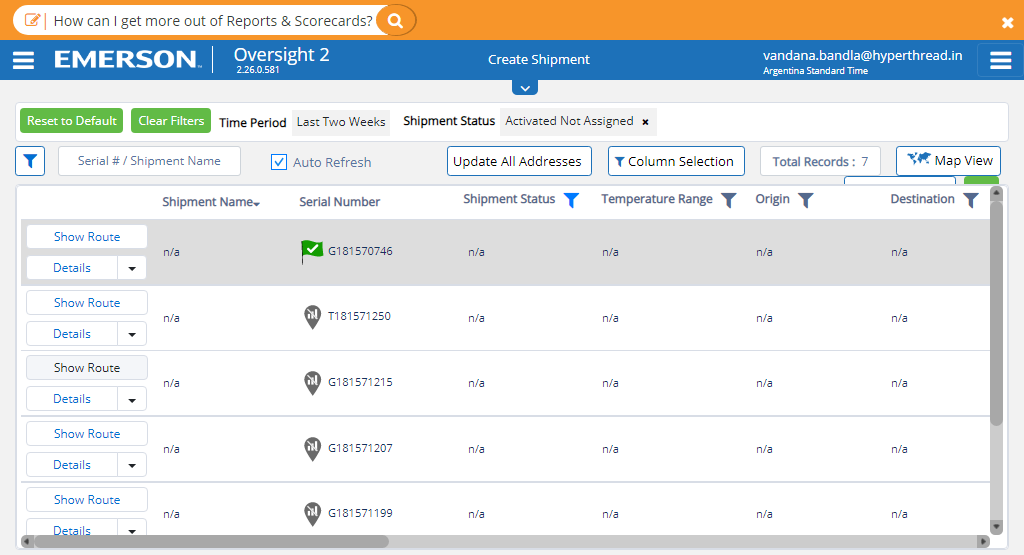 How can I get more out of Reports & Scorecards?
×
EMERSON™ Oversight 2
2.26.0.581
Create Shipment
vandana.bandla@hyperthread.in
Argentina Standard Time
Reset to Default Clear Filters Time Period Last Two Weeks Shipment Status Activated Not Assigned ×
Serial # / Shipment Name Auto Refresh Update All Addresses Column Selection Total Records : 7 Map View
Shipment Name Serial Number Shipment Status Temperature Range Origin Destination
Show Route
Details
n/a G181570746 n/a n/a n/a n/a
Show Route
Details
n/a T181571250 n/a n/a n/a n/a
Show Route
Details
n/a G181571215 n/a n/a n/a n/a
Show Route
Details
n/a G181571207 n/a n/a n/a n/a
Show Route
Details
n/a G181571199 n/a n/a n/a n/a